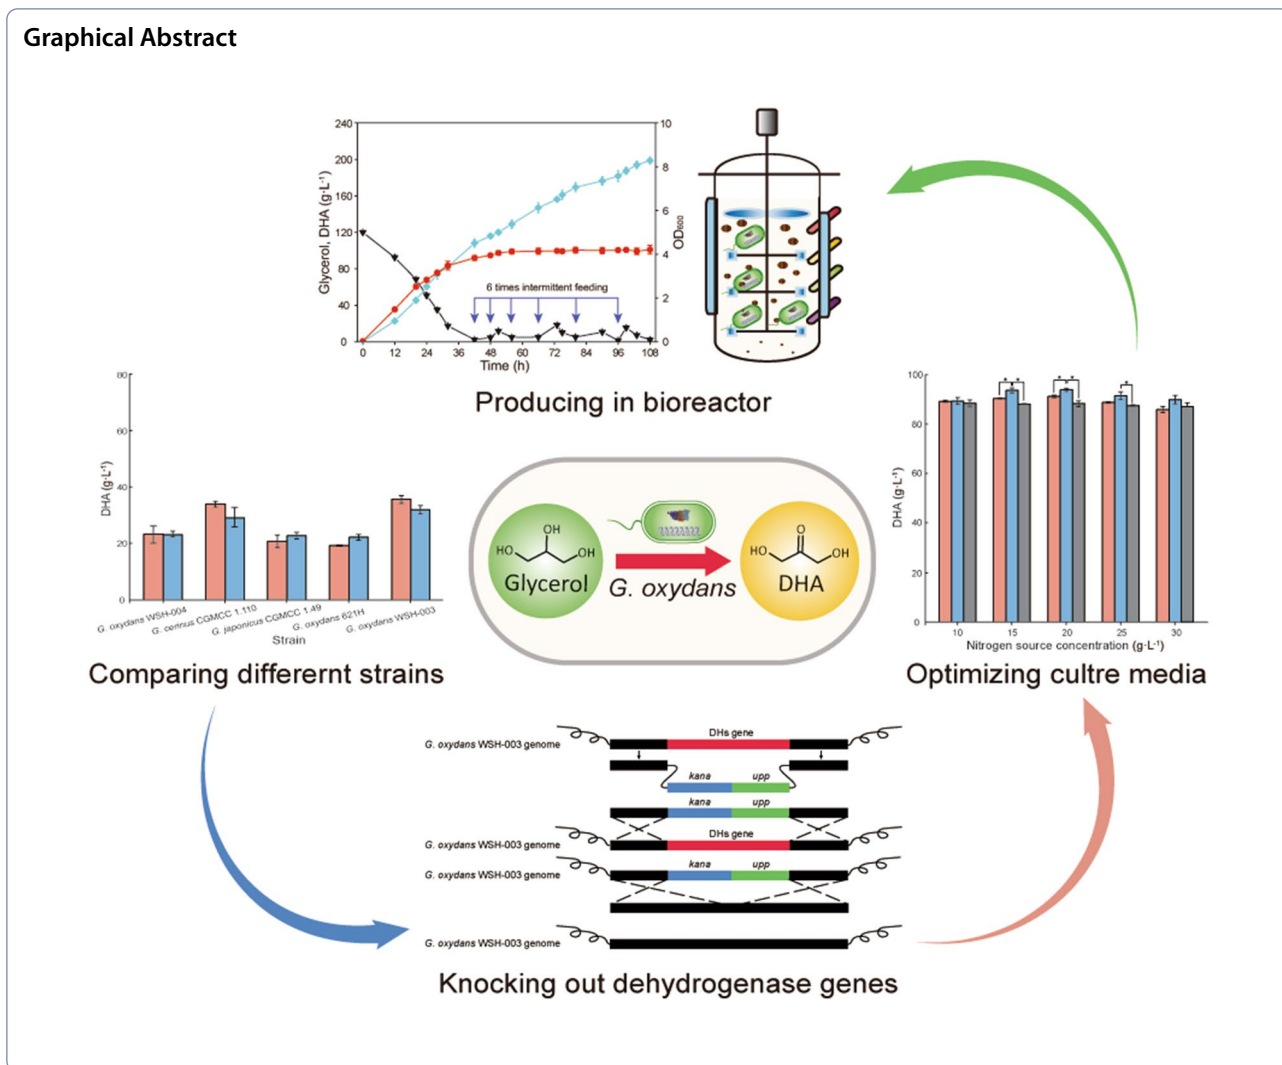 Graphical Abstract
240
200
160
120
80
40
0
Glycerol, DHA (g·L-1)
10
8
6
4
2
0
OD600
6 times intermittent feeding
0 12 24 36 48 60 72 84 96 108
Time (h)
Producing in bioreactor
80
60
40
20
0
DHA (g·L-1)
G. oxydans WSH-004
G. cerinus CGMCC 1.110
G. japonicus CGMCC 1.49
G. oxydans 621H
G. oxydans WSH-003
Strain
Comparing differernt strains
OH
HO OH
Glycerol
G. oxydans
O
HO OH
DHA
100
80
60
40
20
0
DHA (g·L-1)
* * *
*
* * *
*
*
10 15 20 25 30
Nitrogen source concentration (g·L-1)
Optimizing cultre media
DHs gene
G. oxydans WSH-003 genome
kana upp
kana upp
DHs gene
G. oxydans WSH-003 genome
kana upp
G. oxydans WSH-003 genome
G. oxydans WSH-003 genome
Knocking out dehydrogenase genes